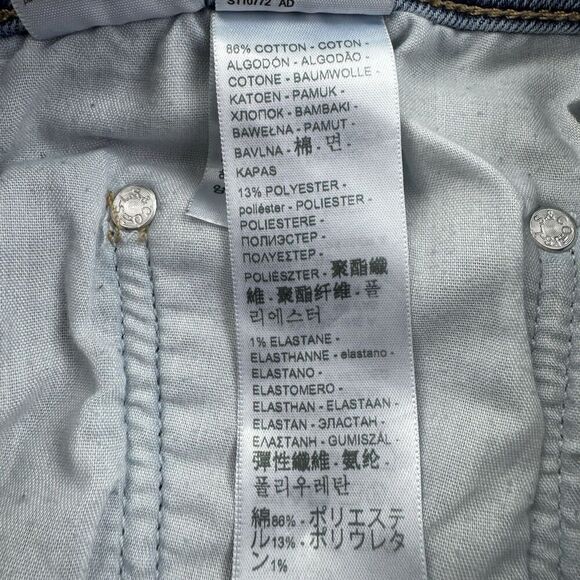 ST10772 AD
86% COTTON - COTON -
ALGODÓN - ALGODÃO -
COTONE - BAUMWOLLE -
KATOEN - PAMUK -
ХЛОПОК - BAMBAKI -
BAWEŁNA - PAMUT -
BAVLNA - 棉 - 면 -
KAPAS
13% POLYESTER -
poliéster - POLIESTER -
POLIESTERE -
ПОЛИЭСТЕР -
ΠΟΛΥΕΣΤΕΡ -
POLIÉSZTER - 聚酯纖
維 - 聚酯纤维 - 폴
리에스터
1% ELASTANE -
ELASTHANNE - elastano -
ELASTANO -
ELASTOMERO -
ELASTHAN - ELASTAAN -
ELASTAN - ЭЛАСТАН -
ΕΛΑΣΤΑΝΗ - GUMISZÁL -
彈性纖維 - 氨纶 -
폴리우레탄
綿86% - ポリエステ
ル13% - ポリウレタ
ン1%